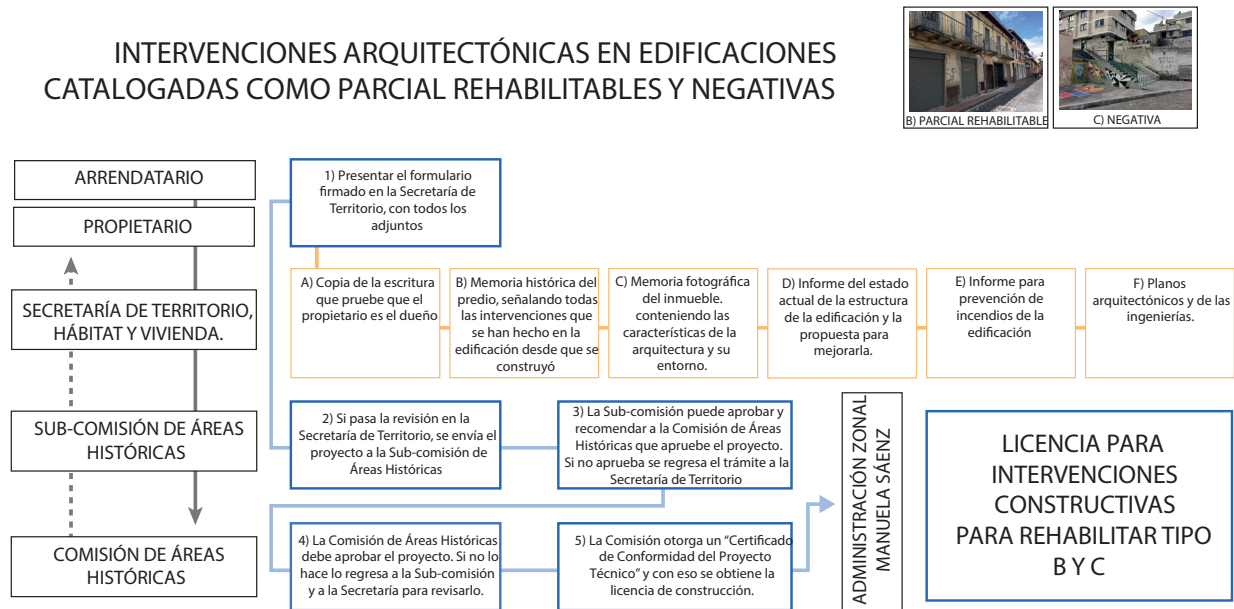 INTERVENCIONES ARQUITECTÓNICAS EN EDIFICACIONES
CATALOGADAS COMO PARCIAL REHABILITABLES Y NEGATIVAS
B) PARCIAL REHABILITABLE
C) NEGATIVA
ARRENDATARIO
PROPIETARIO
SECRETARÍA DE TERRITORIO,
HÁBITAT Y VIVIENDA.
SUB-COMISIÓN DE ÁREAS
HISTÓRICAS
COMISIÓN DE ÁREAS
HISTÓRICAS
1) Presentar el formulario
firmado en la Secretaría de
Territorio, con todos los
adjuntos
A) Copia de la escritura
que pruebe que el
propietario es el dueño
B) Memoria histórica del
predio, señalando todas
las intervenciones que
se han hecho en la
edificación desde que se
construyó
C) Memoria fotográfica
del inmueble.
conteniendo las
características de la
arquitectura y su
entorno.
D) Informe del estado
actual de la estructura
de la edificación y la
propuesta para
mejorarla.
E) Informe para
prevención de
incendios de la
edificación
F) Planos
arquitectónicos y de las
ingenierías.
2) Si pasa la revisión en la
Secretaría de Territorio, se envía el
proyecto a la Sub-comisión de
Áreas Históricas
3) La Sub-comisión puede aprobar y
recomendar a la Comisión de Áreas
Históricas que apruebe el proyecto.
Si no aprueba se regresa el trámite a la
Secretaría de Territorio
4) La Comisión de Áreas Históricas
debe aprobar el proyecto. Si no lo
hace lo regresa a la Sub-comisión
y a la Secretaría para revisarlo.
5) La Comisión otorga un “Certificado
de Conformidad del Proyecto
Técnico” y con eso se obtiene la
licencia de construcción.
ADMINISTRACIÓN ZONAL
MANUELA SÁENZ
LICENCIA PARA
INTERVENCIONES
CONSTRUCTIVAS
PARA REHABILITAR TIPO
B Y C